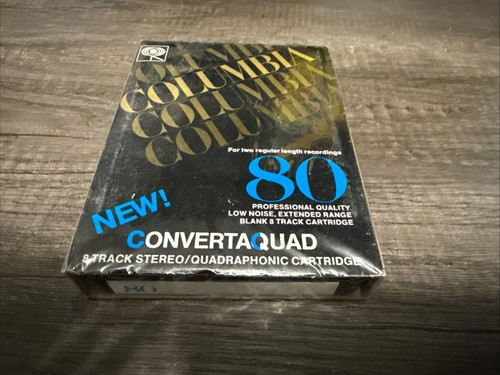 COLUMBIA
COLUMBIA
COLUMBIA
COLUMBIA
For two regular length recordings
80
PROFESSIONAL QUALITY
LOW NOISE, EXTENDED RANGE
BLANK 8 TRACK CARTRIDGE
NEW!
CONVERTAQUAD
8 TRACK STEREO/QUADRAPHONIC CARTRIDGE
80